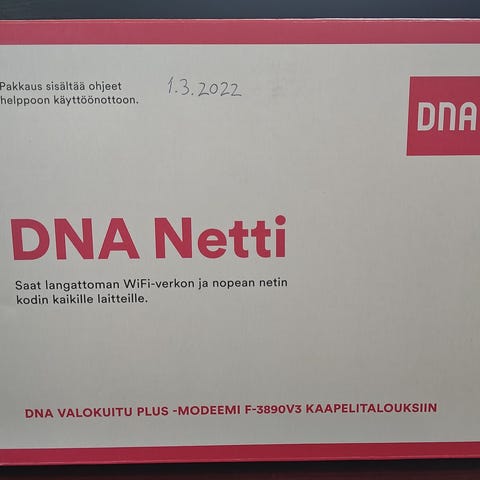 Pakkaus sisältää ohjeet
helppoon käyttöönottoon.
1.3.2022
DNA
DNA Netti
Saat langattoman WiFi-verkon ja nopean netin
kodin kaikille laitteille.
DNA VALOKUITU PLUS -MODEEMI F-3890V3 KAAPELITALOUKSIIN